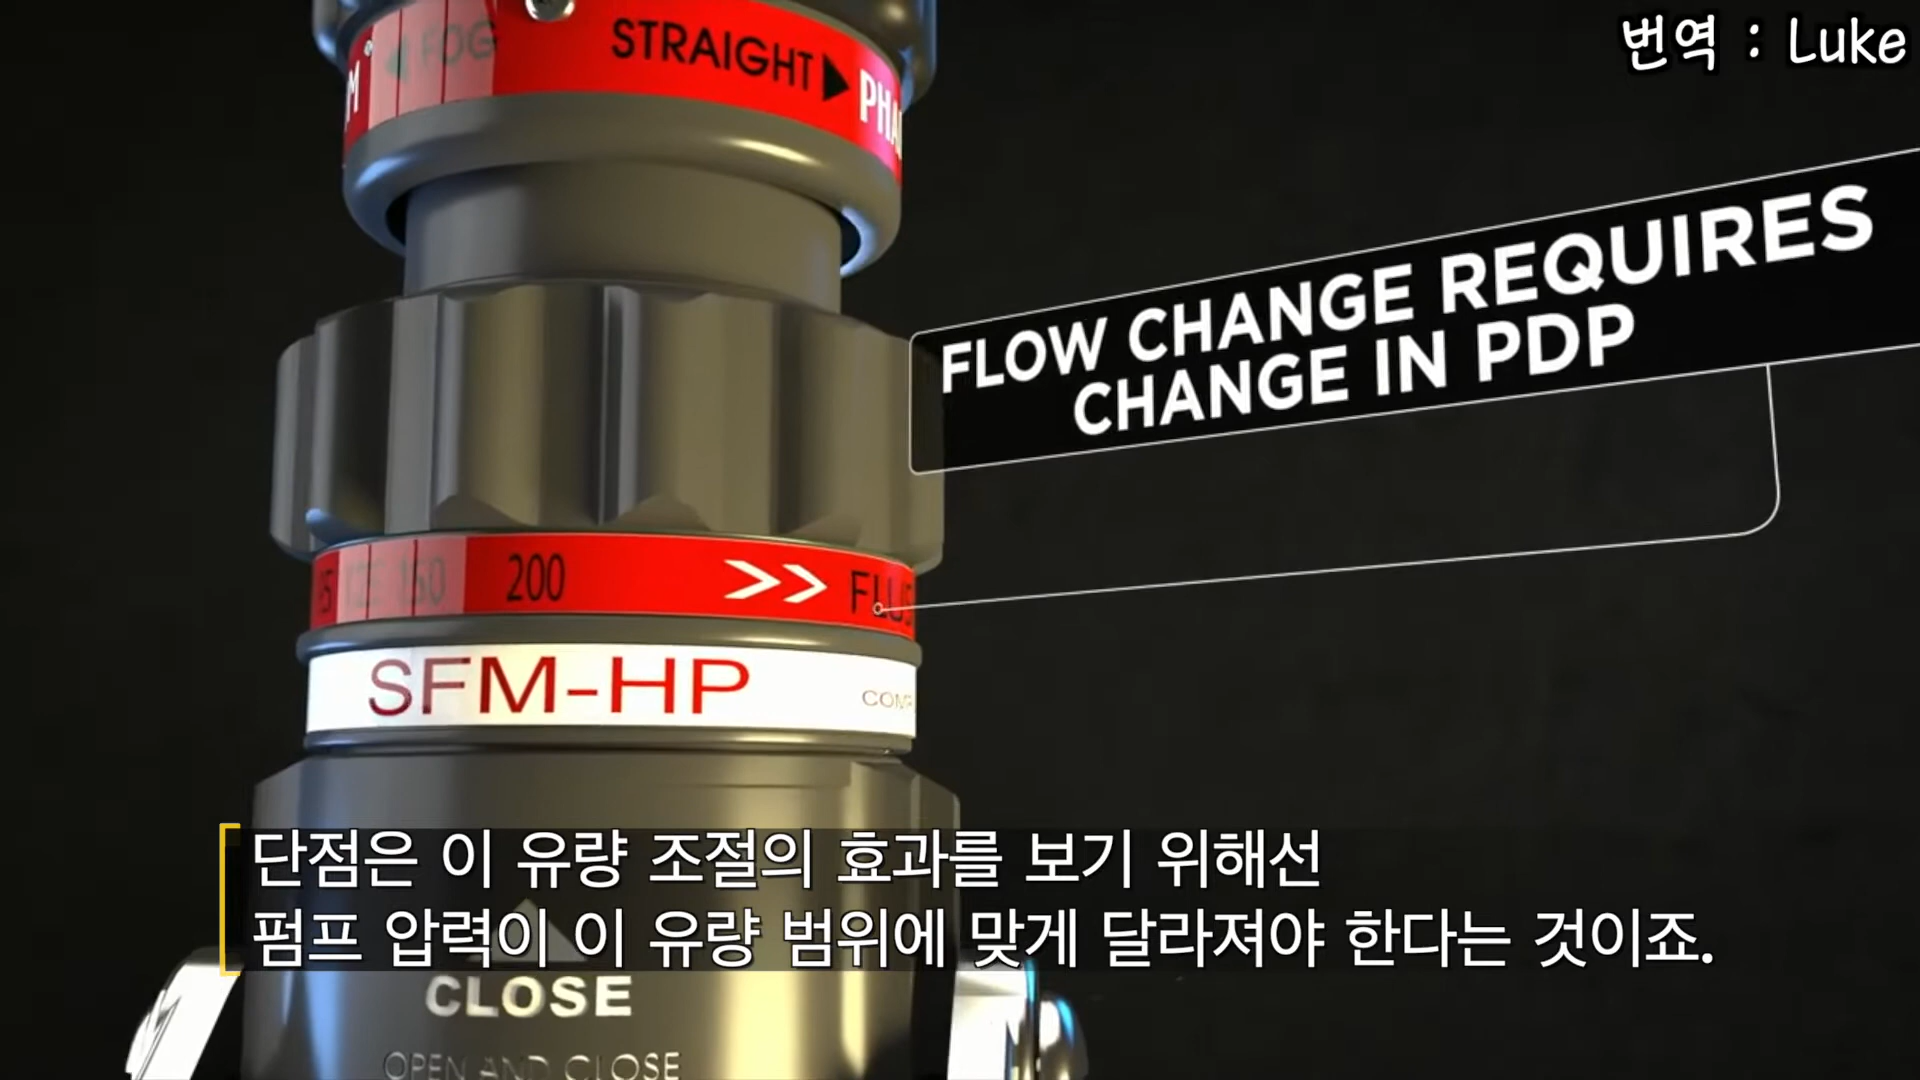 번역 : Luke
FOG STRAIGHT
FLOW CHANGE REQUIRES
CHANGE IN PDP
200 >>
SFM-HP
단점은 이 유량 조절의 효과를 보기 위해선
펌프 압력이 이 유량 범위에 맞게 달라져야 한다는 것이죠.
CLOSE
OPEN AND CLOSE